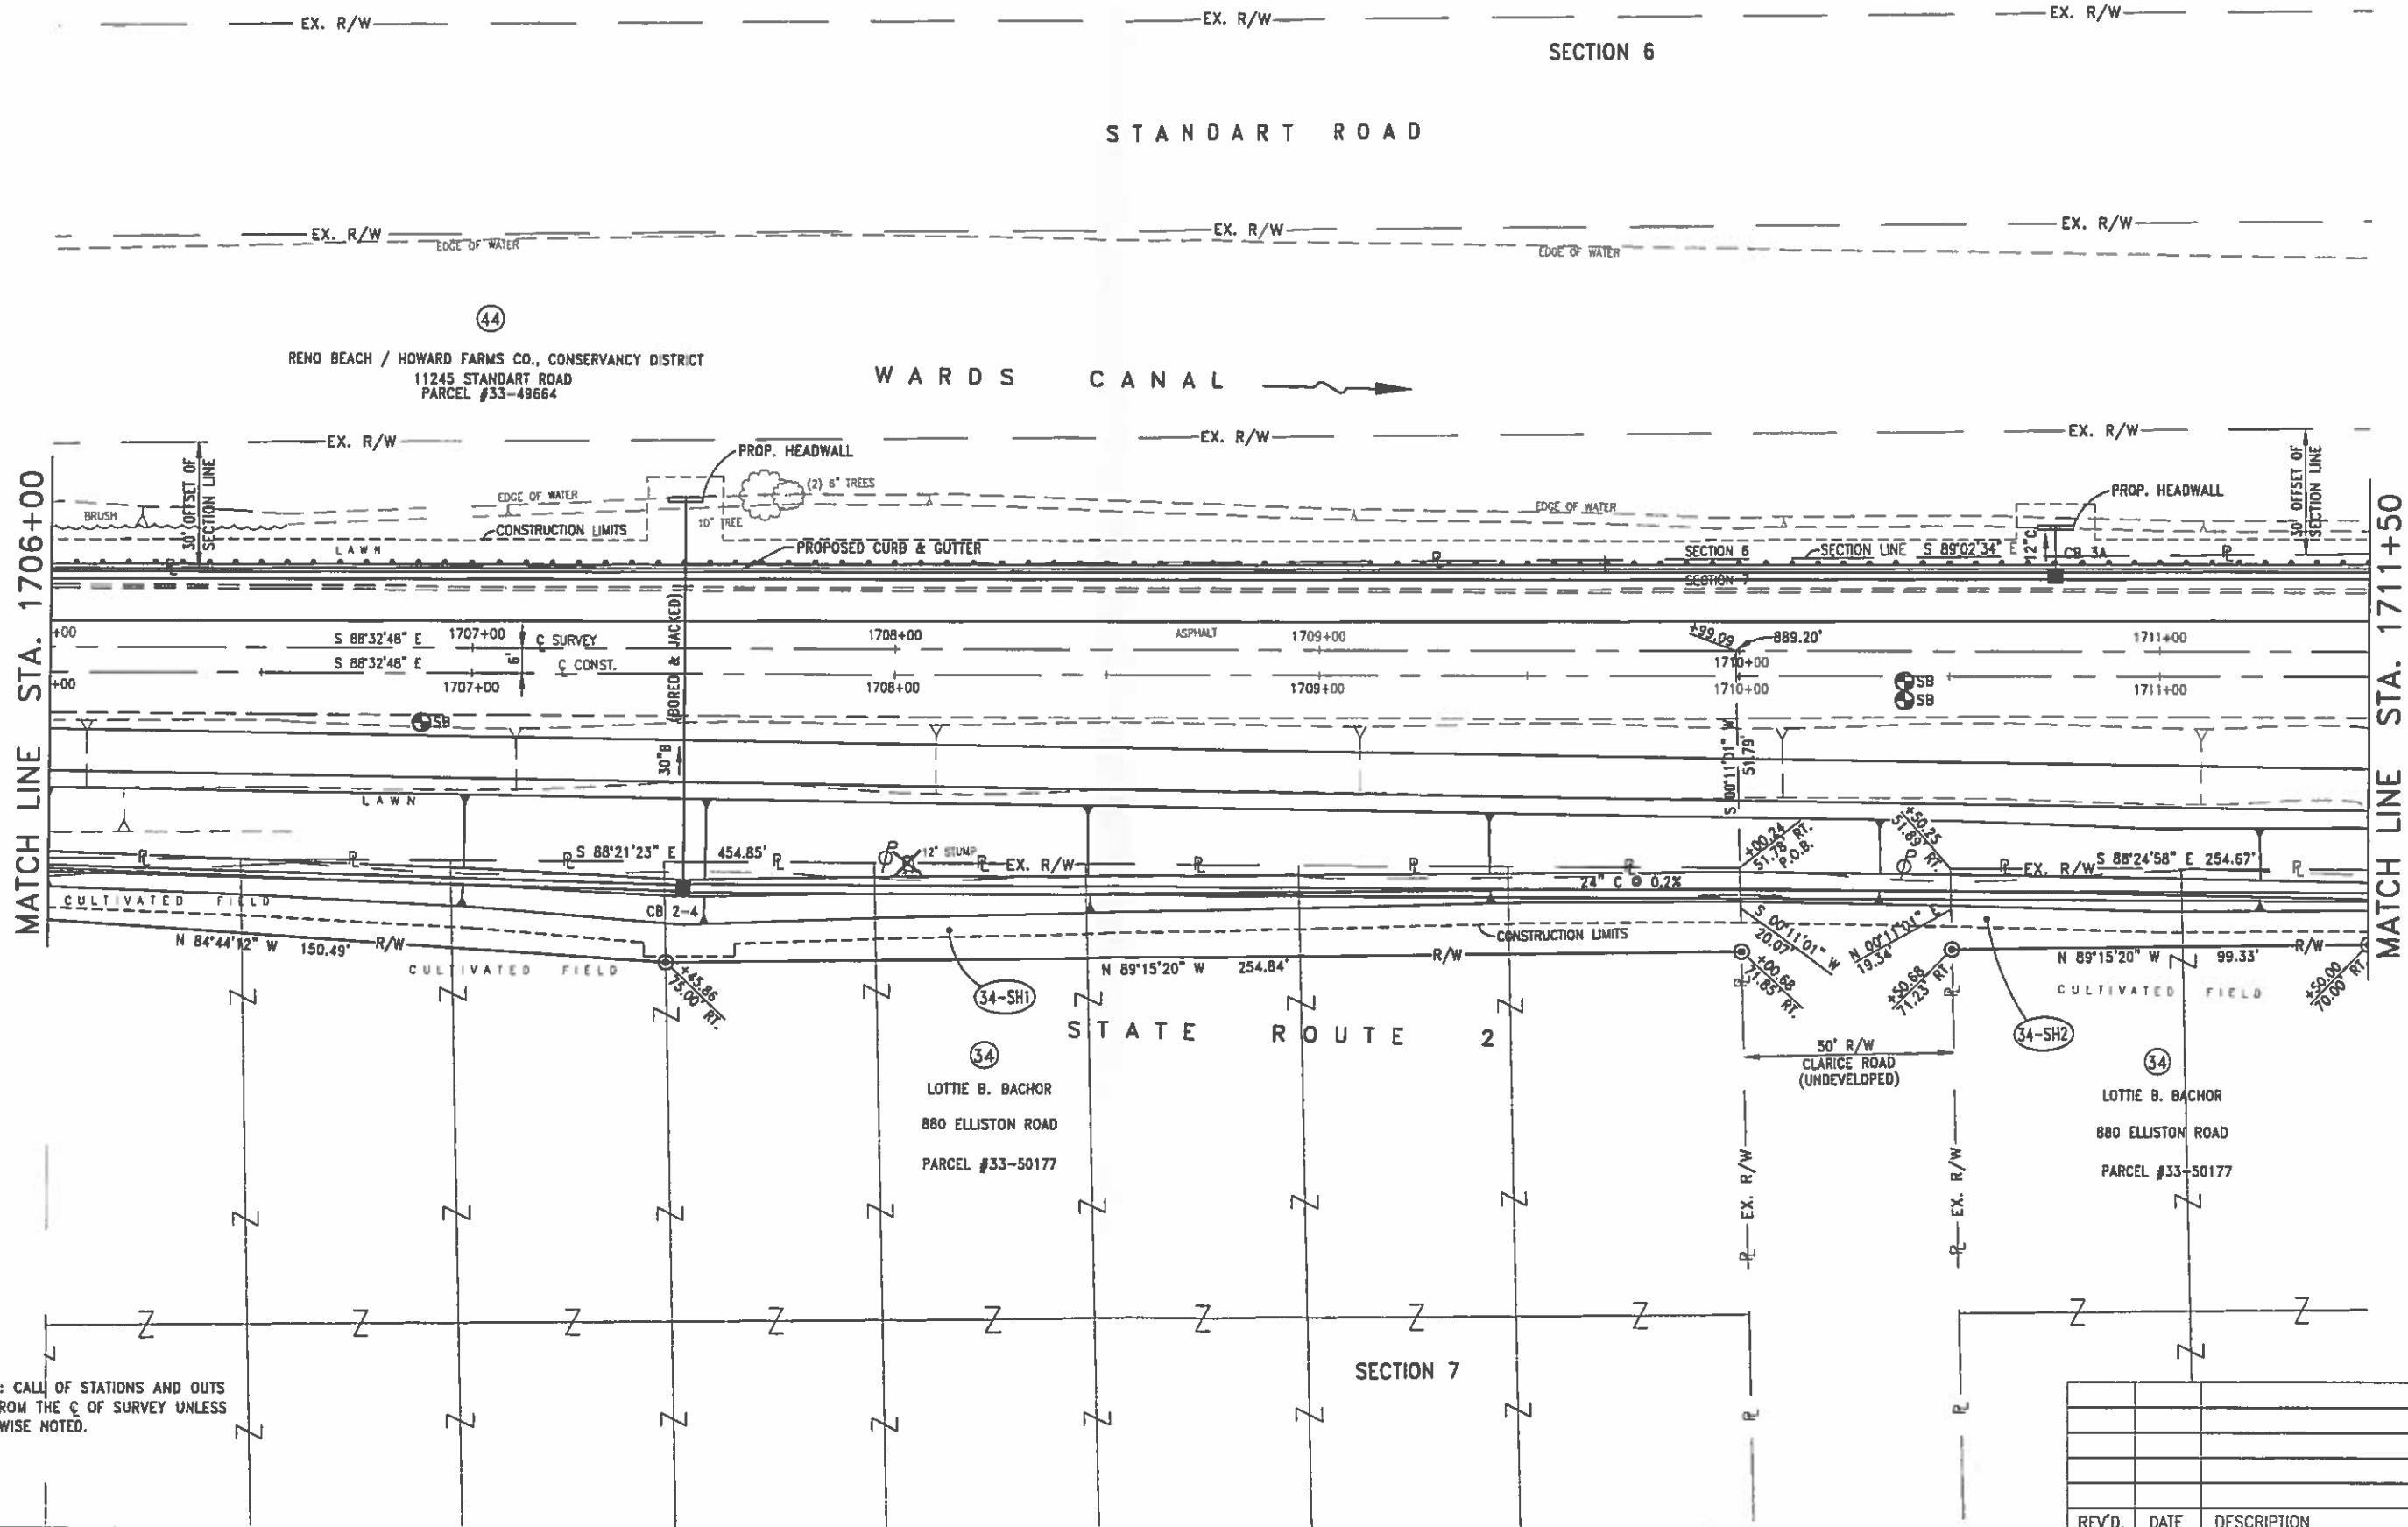 EX. R/W EX. R/W EX. R/W
SECTION 6
STANDART ROAD
EX. R/W EX. R/W EX. R/W
EDGE OF WATER EDGE OF WATER
44
RENO BEACH / HOWARD FARMS CO., CONSERVANCY DISTRICT
11245 STANDART ROAD
PARCEL #33-49664
WARDS CANAL
EX. R/W EX. R/W EX. R/W
MATCH LINE STA. 1706+00
30' OFFSET OF
SECTION LINE
BRUSH
EDGE OF WATER
CONSTRUCTION LIMITS
LAWN
PROP. HEADWALL
(2) 6" TREES
10" TREE
PROPOSED CURB & GUTTER
EDGE OF WATER
SECTION 6
SECTION LINE S 89°02'34" E
SECTION 7
12"C
CB 3A
PROP. HEADWALL
30' OFFSET OF
SECTION LINE
MATCH LINE STA. 1711+50
+00
S 88°32'48" E 1707+00 ℄ SURVEY
1708+00 ASPHALT 1709+00
+99.09 889.20'
1710+00
1711+00
S 88°32'48" E 6' ℄ CONST.
+00
1707+00 1708+00 1709+00 1710+00 1711+00
(BORED & JACKED)
30"B
SB
SB
SB
S 00°11'01" W
51.79'
LAWN
S 88°21'23" E 454.85'
12" STUMP
EX. R/W
+00.24
51.78' RT.
P.O.B.
+50.25
51.89' RT.
EX. R/W S 88°24'58" E 254.67'
24" C @ 0.2%
CULTIVATED FIELD
CB 2-4
N 84°44'12" W 150.49' R/W
CULTIVATED FIELD
+45.86
75.00' RT.
34-SH1
CONSTRUCTION LIMITS
N 89°15'20" W 254.84' R/W
S 00°11'01" W
20.07'
N 00°11'01" E
19.34'
+00.68
71.85' RT.
+50.68
71.23' RT.
N 89°15'20" W 99.33' R/W
CULTIVATED FIELD
+50.00
70.00' RT.
34-SH2
STATE ROUTE 2
50' R/W
CLARICE ROAD
(UNDEVELOPED)
34
LOTTIE B. BACHOR
880 ELLISTON ROAD
PARCEL #33-50177
34
LOTTIE B. BACHOR
880 ELLISTON ROAD
PARCEL #33-50177
EX. R/W
EX. R/W
SECTION 7
: CALL OF STATIONS AND OUTS
ROM THE ℄ OF SURVEY UNLESS
WISE NOTED.
REV'D. DATE DESCRIPTION